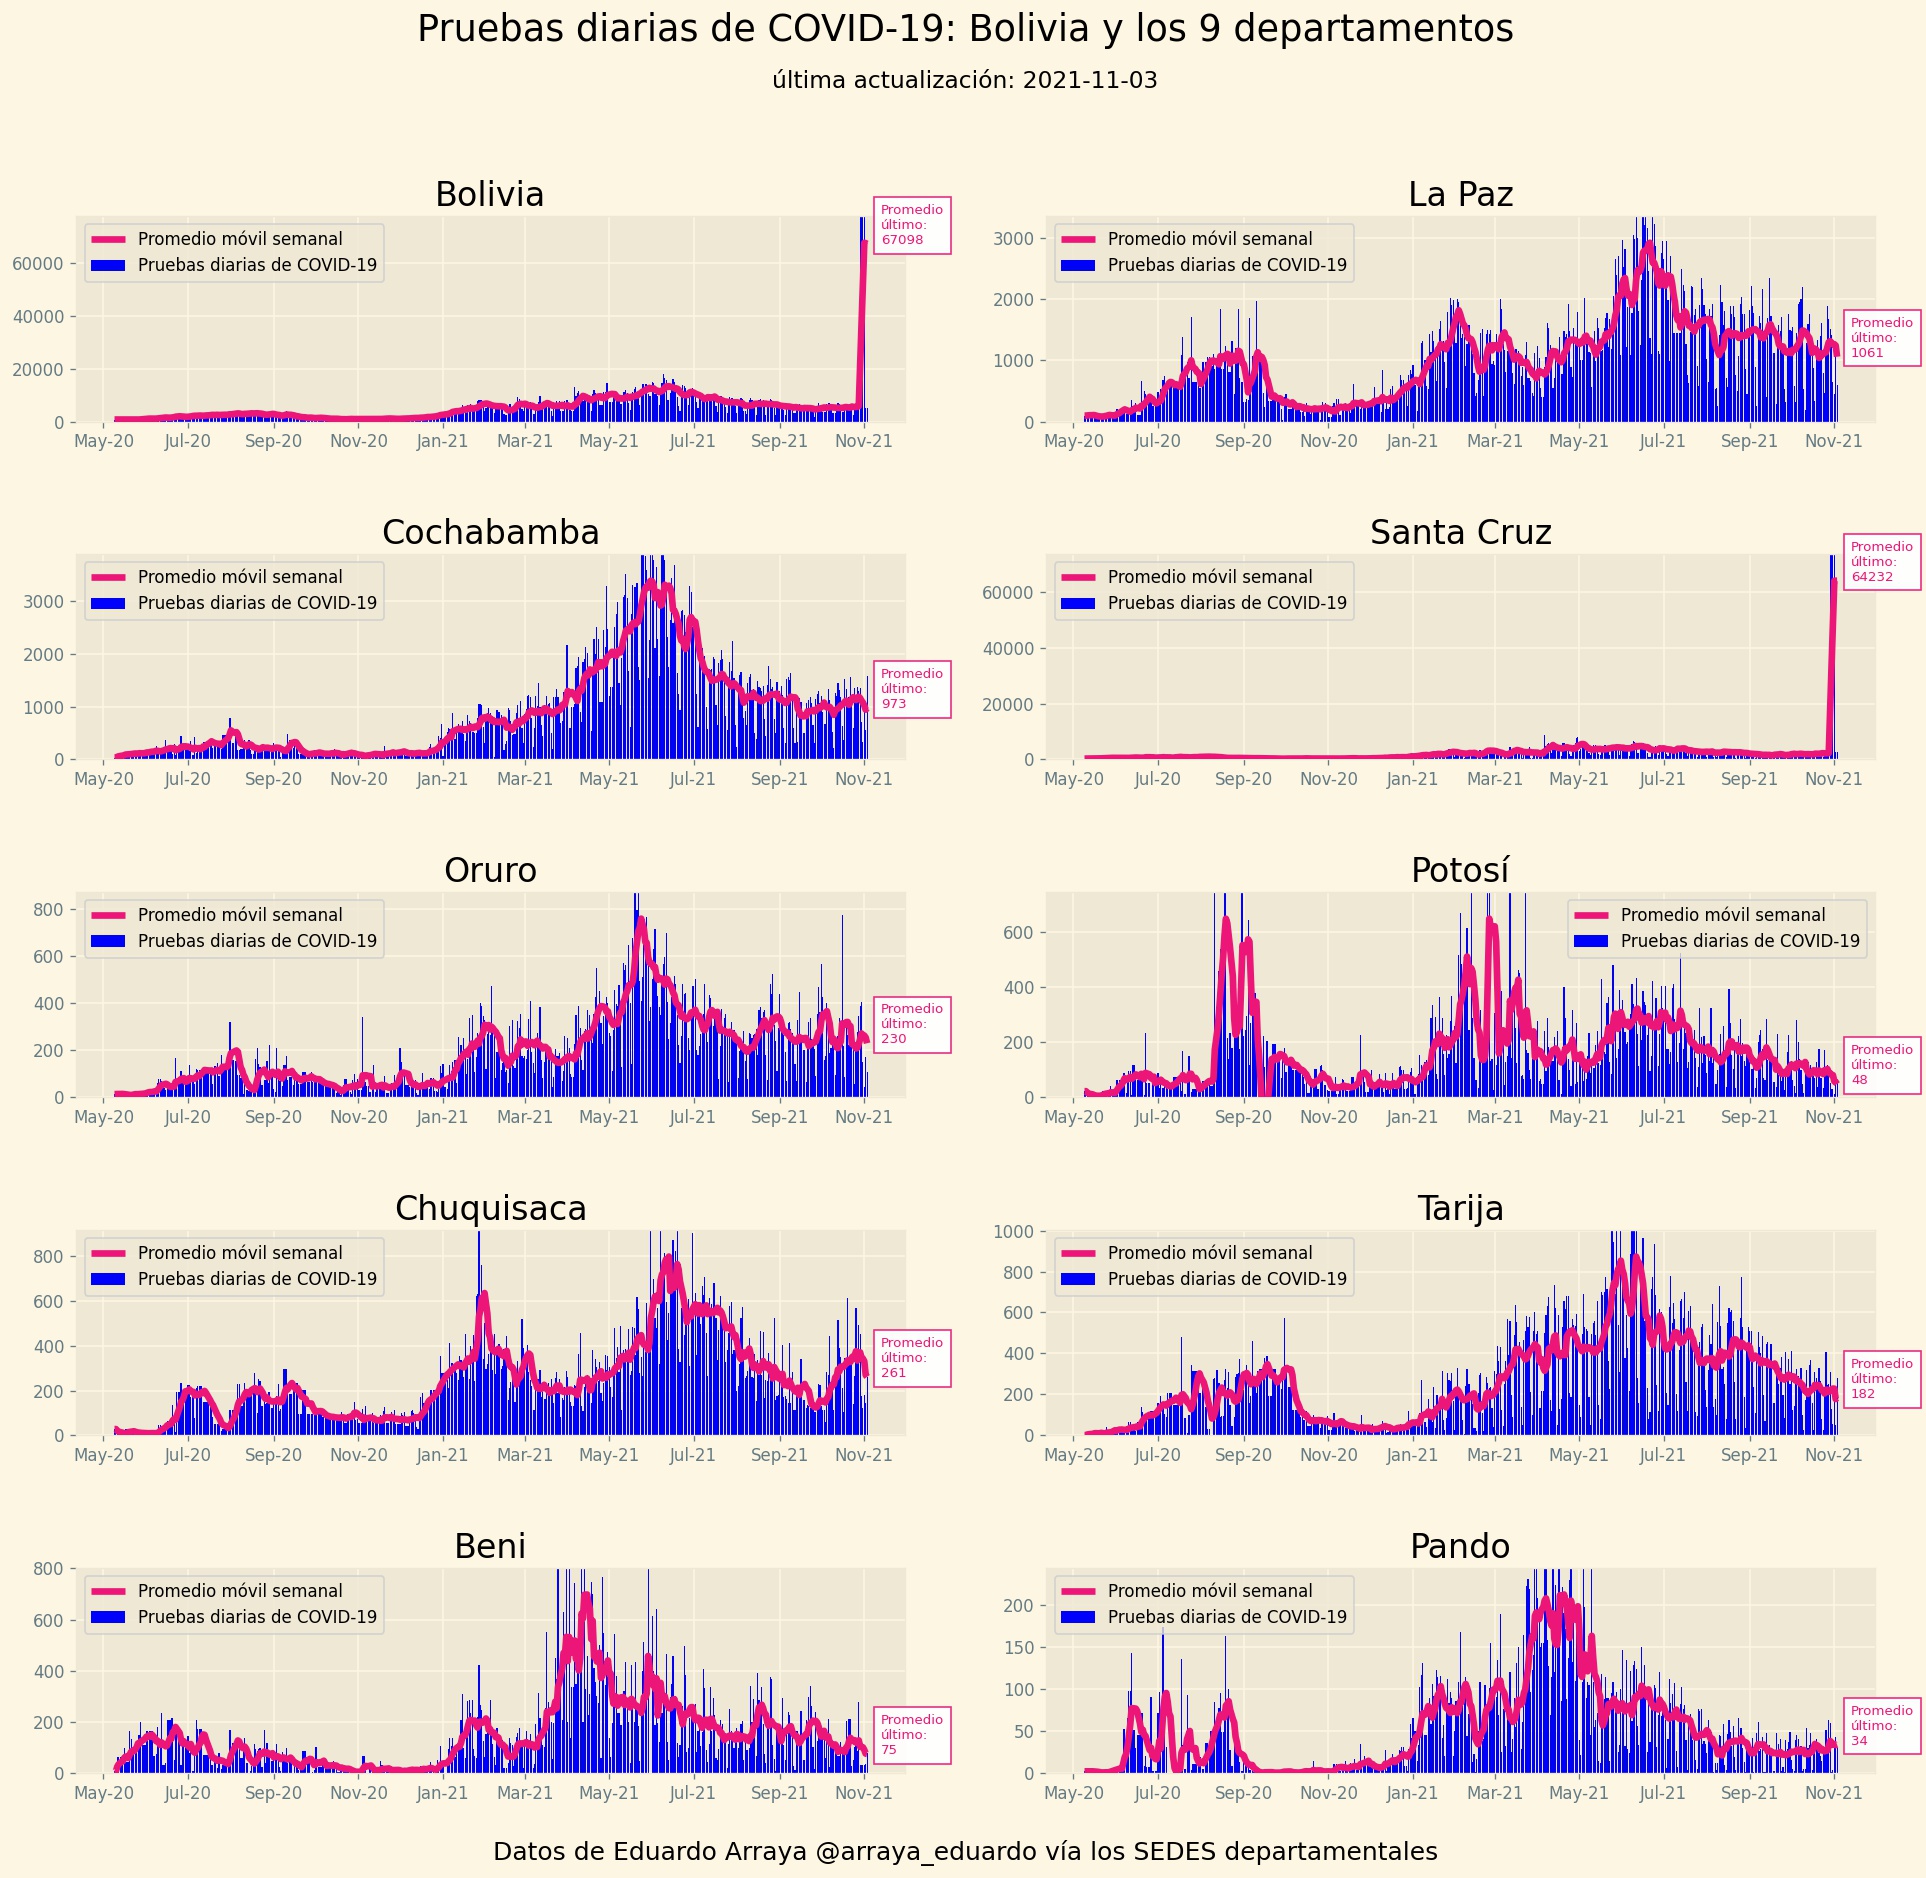 Pruebas diarias de COVID-19: Bolivia y los 9 departamentos
última actualización: 2021-11-03
Bolivia
Promedio móvil semanal
Pruebas diarias de COVID-19
Promedio
último:
67098
60000
40000
20000
0
May-20 Jul-20 Sep-20 Nov-20 Jan-21 Mar-21 May-21 Jul-21 Sep-21 Nov-21
La Paz
Promedio móvil semanal
Pruebas diarias de COVID-19
Promedio
último:
1061
3000
2000
1000
0
May-20 Jul-20 Sep-20 Nov-20 Jan-21 Mar-21 May-21 Jul-21 Sep-21 Nov-21
Cochabamba
Promedio móvil semanal
Pruebas diarias de COVID-19
Promedio
último:
973
3000
2000
1000
0
May-20 Jul-20 Sep-20 Nov-20 Jan-21 Mar-21 May-21 Jul-21 Sep-21 Nov-21
Santa Cruz
Promedio móvil semanal
Pruebas diarias de COVID-19
Promedio
último:
64232
60000
40000
20000
0
May-20 Jul-20 Sep-20 Nov-20 Jan-21 Mar-21 May-21 Jul-21 Sep-21 Nov-21
Oruro
Promedio móvil semanal
Pruebas diarias de COVID-19
Promedio
último:
230
800
600
400
200
0
May-20 Jul-20 Sep-20 Nov-20 Jan-21 Mar-21 May-21 Jul-21 Sep-21 Nov-21
Potosí
Promedio móvil semanal
Pruebas diarias de COVID-19
Promedio
último:
48
600
400
200
0
May-20 Jul-20 Sep-20 Nov-20 Jan-21 Mar-21 May-21 Jul-21 Sep-21 Nov-21
Chuquisaca
Promedio móvil semanal
Pruebas diarias de COVID-19
Promedio
último:
261
800
600
400
200
0
May-20 Jul-20 Sep-20 Nov-20 Jan-21 Mar-21 May-21 Jul-21 Sep-21 Nov-21
Tarija
Promedio móvil semanal
Pruebas diarias de COVID-19
Promedio
último:
182
1000
800
600
400
200
0
May-20 Jul-20 Sep-20 Nov-20 Jan-21 Mar-21 May-21 Jul-21 Sep-21 Nov-21
Beni
Promedio móvil semanal
Pruebas diarias de COVID-19
Promedio
último:
75
800
600
400
200
0
May-20 Jul-20 Sep-20 Nov-20 Jan-21 Mar-21 May-21 Jul-21 Sep-21 Nov-21
Pando
Promedio móvil semanal
Pruebas diarias de COVID-19
Promedio
último:
34
200
150
100
50
0
May-20 Jul-20 Sep-20 Nov-20 Jan-21 Mar-21 May-21 Jul-21 Sep-21 Nov-21
Datos de Eduardo Arraya @arraya_eduardo vía los SEDES departamentales